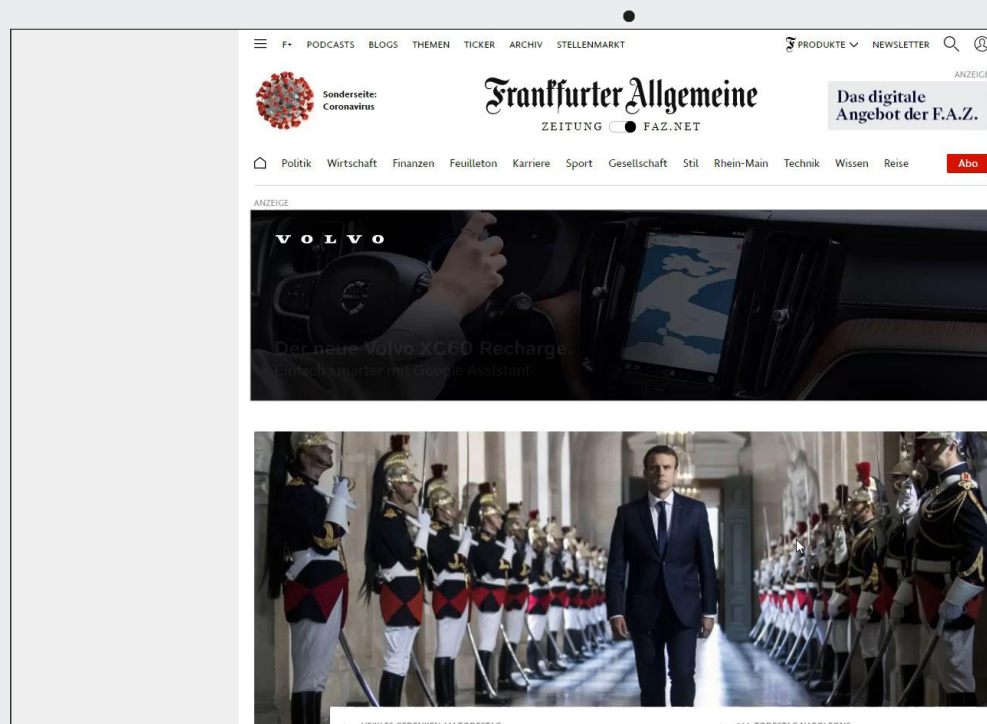 F+ PODCASTS BLOGS THEMEN TICKER ARCHIV STELLENMARKT PRODUKTE NEWSLETTER
ANZEIGE
Sonderseite:
Coronavirus
Frankfurter Allgemeine
ZEITUNG FAZ.NET
Das digitale
Angebot der F.A.Z.
Politik Wirtschaft Finanzen Feuilleton Karriere Sport Gesellschaft Stil Rhein-Main Technik Wissen Reise Abo
ANZEIGE
VOLVO
Der neue Volvo XC60 Recharge.
Einfach smarter mit Google Assistant.